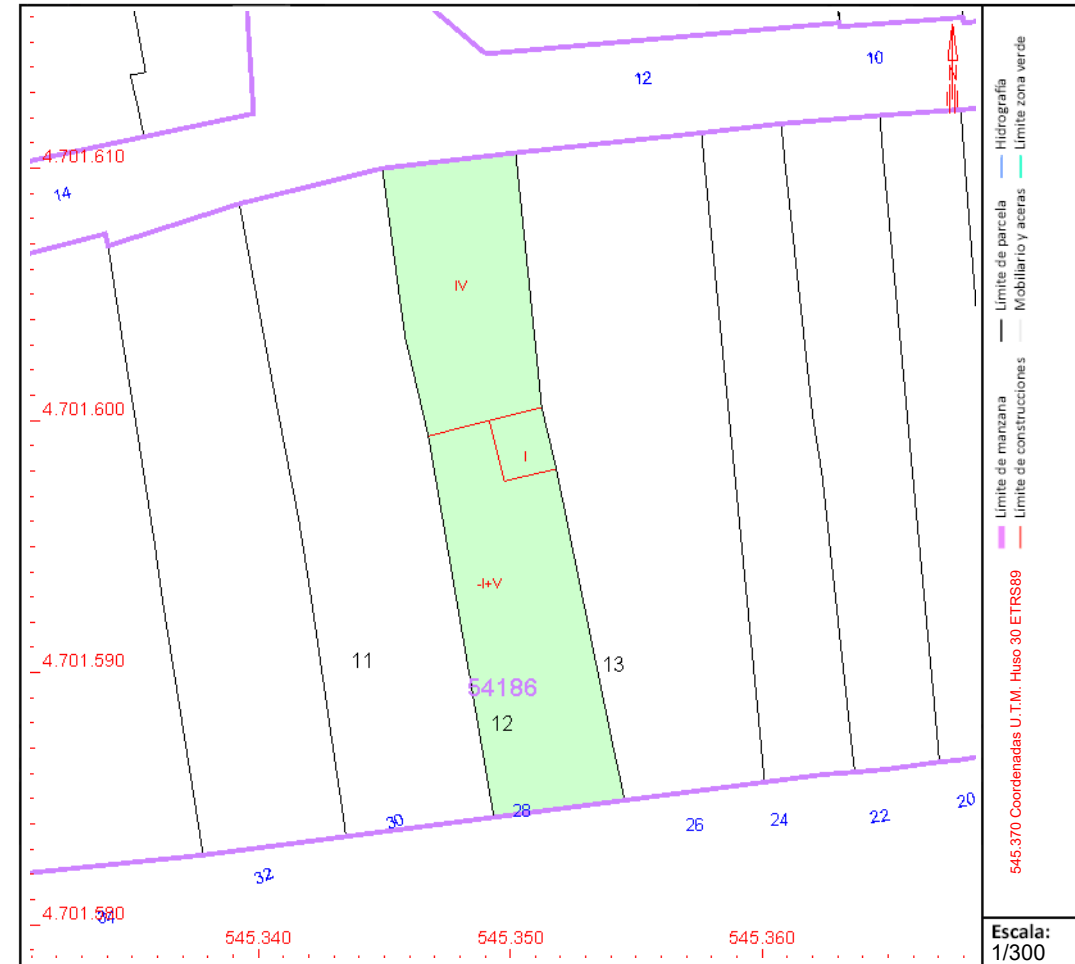 12
10
4.701.610
14
IV
4.701.600
I
-I+V
4.701.590
11
13
54186
12
30
28
26
24
22
20
32
4.701.580
34
545.340
545.350
545.360
N
Límite de manzana
Límite de parcela
Hidrografía
Límite de construcciones
Mobiliario y aceras
Límite zona verde
545.370 Coordenadas U.T.M. Huso 30 ETRS89
Escala:
1/300